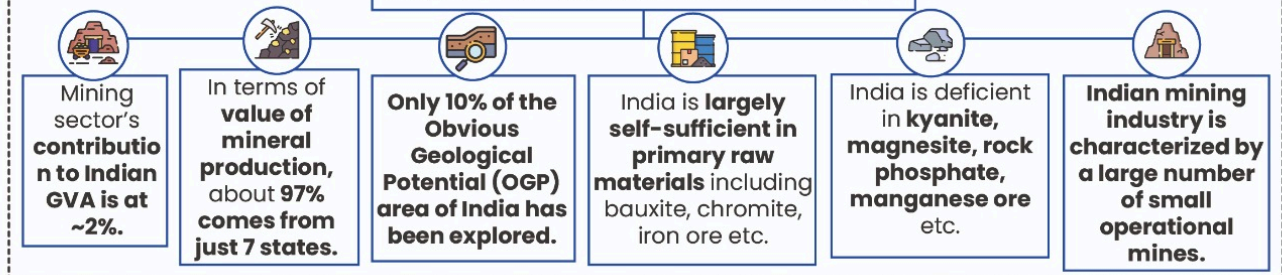 Mining
sector's
contributio
n to Indian
GVA is at
~2%.
In terms of
value of
mineral
production,
about 97%
comes from
just 7 states.
Only 10% of the
Obvious
Geological
Potential (OGP)
area of India has
been explored.
India is largely
self-sufficient in
primary raw
materials including
bauxite, chromite,
iron ore etc.
India is deficient
in kyanite,
magnesite, rock
phosphate,
manganese ore
etc.
Indian mining
industry is
characterized by
a large number
of small
operational
mines.